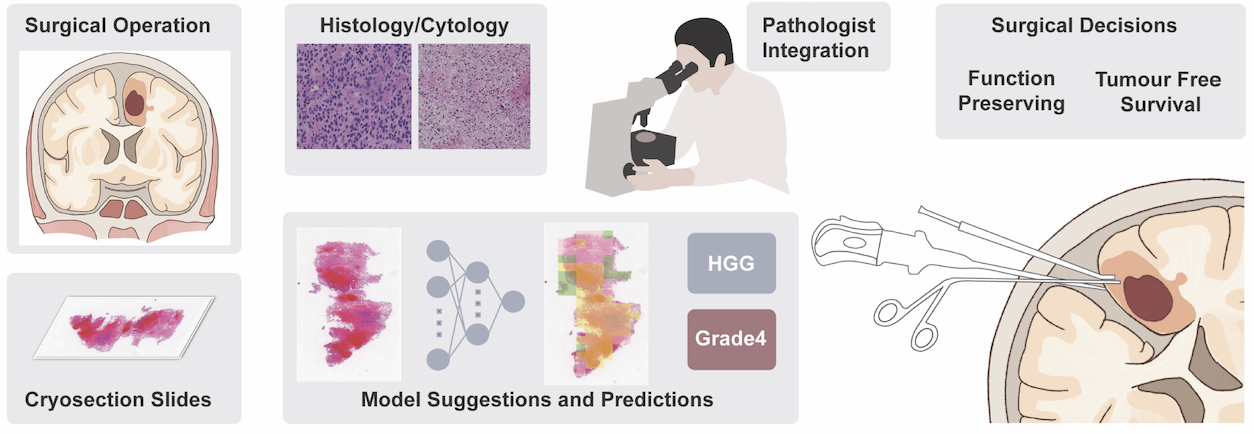 Surgical Operation
Cryosection Slides
Histology/Cytology
HGG
Grade4
Model Suggestions and Predictions
Pathologist
Integration
Surgical Decisions
Function
Preserving
Tumour Free
Survival